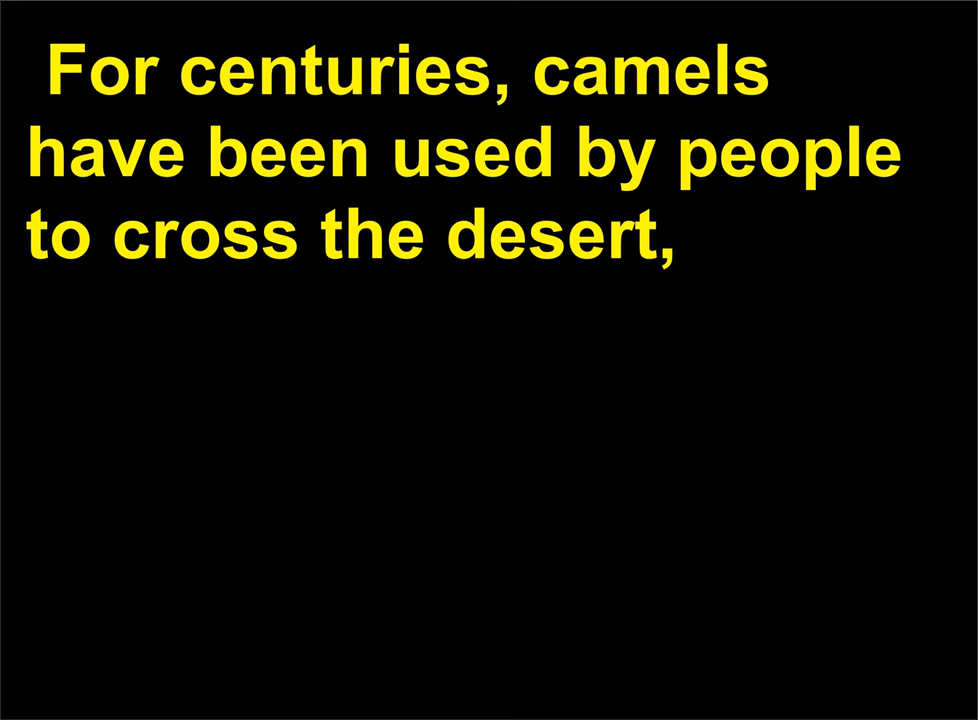 For centuries, camels
have been used by people
to cross the desert,